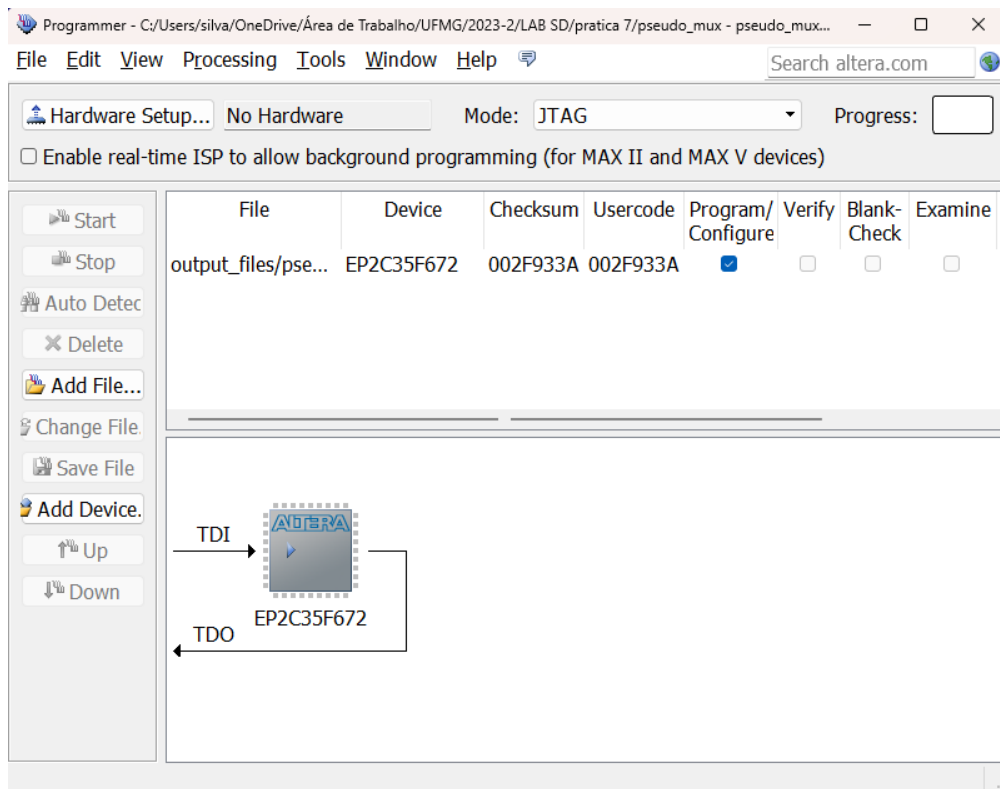 Programmer - C:/Users/silva/OneDrive/Área de Trabalho/UFMG/2023-2/LAB SD/pratica 7/pseudo_mux - pseudo_mux...
File Edit View Processing Tools Window Help
Search altera.com
Hardware Setup... No Hardware Mode: JTAG Progress:
Enable real-time ISP to allow background programming (for MAX II and MAX V devices)
Start
Stop
Auto Detec
Delete
Add File...
Change File.
Save File
Add Device.
Up
Down
File Device Checksum Usercode Program/ Verify Blank- Examine
Configure Check
output_files/pse... EP2C35F672 002F933A 002F933A
TDI
ALTERA
EP2C35F672
TDO